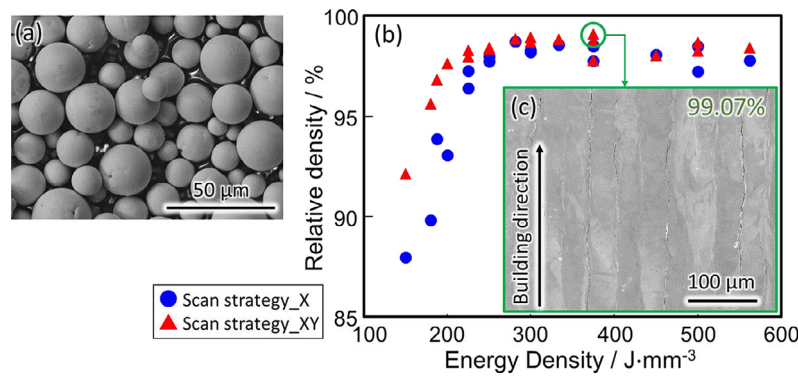 (a)
50 μm
Scan strategy_X
Scan strategy_XY
(b)
Relative density / %
100
95
90
85
100
200
300
400
500
600
Energy Density / J·mm-3
(c)
99.07%
Building direction
100 μm